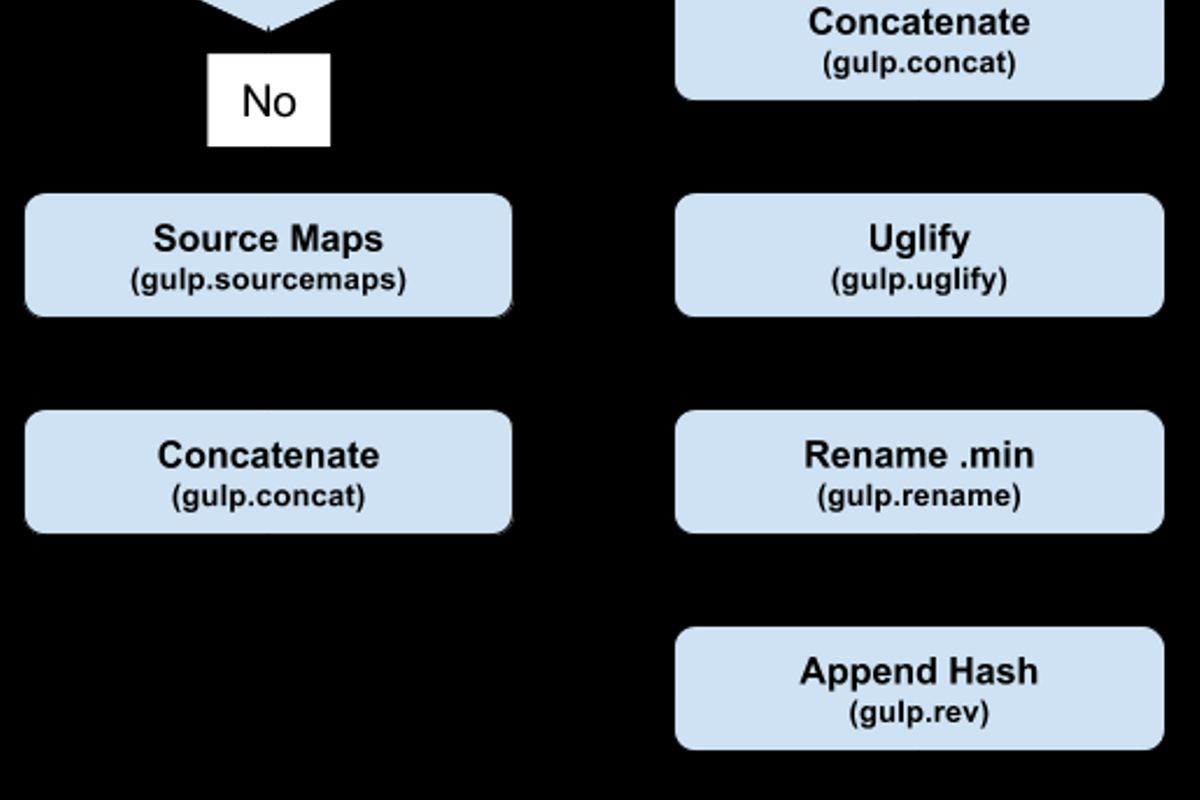 No
Source Maps
(gulp.sourcemaps)
Concatenate
(gulp.concat)
Concatenate
(gulp.concat)
Uglify
(gulp.uglify)
Rename .min
(gulp.rename)
Append Hash
(gulp.rev)